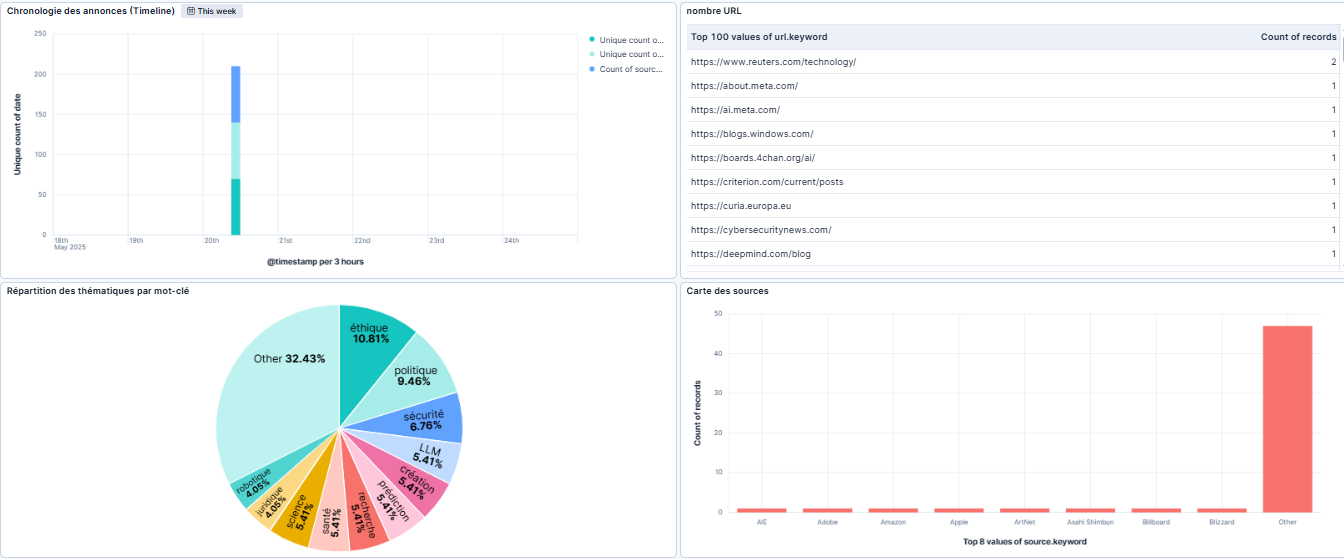 Chronologie des annonces (Timeline) This week
250
200
150
100
50
0
Unique count of date
18th
May 2025
19th
20th
21st
22nd
23rd
24th
@timestamp per 3 hours
Unique count o...
Unique count o...
Count of sourc...
nombre URL
Top 100 values of url.keyword Count of records
https://www.reuters.com/technology/ 2
https://about.meta.com/ 1
https://ai.meta.com/ 1
https://blogs.windows.com/ 1
https://boards.4chan.org/ai/ 1
https://criterion.com/current/posts 1
https://curia.europa.eu 1
https://cybersecuritynews.com/ 1
https://deepmind.com/blog 1
Répartition des thématiques par mot-clé
éthique
10.81%
politique
9.46%
sécurité
6.76%
LLM
5.41%
création
5.41%
prédiction
5.41%
recherche
5.41%
santé
5.41%
science
5.41%
juridique
4.05%
robotique
4.05%
Other 32.43%
Carte des sources
50
40
30
20
10
0
Count of records
AIE
Adobe
Amazon
Apple
ArtNet
Asahi Shimbun
Billboard
Blizzard
Other
Top 8 values of source.keyword